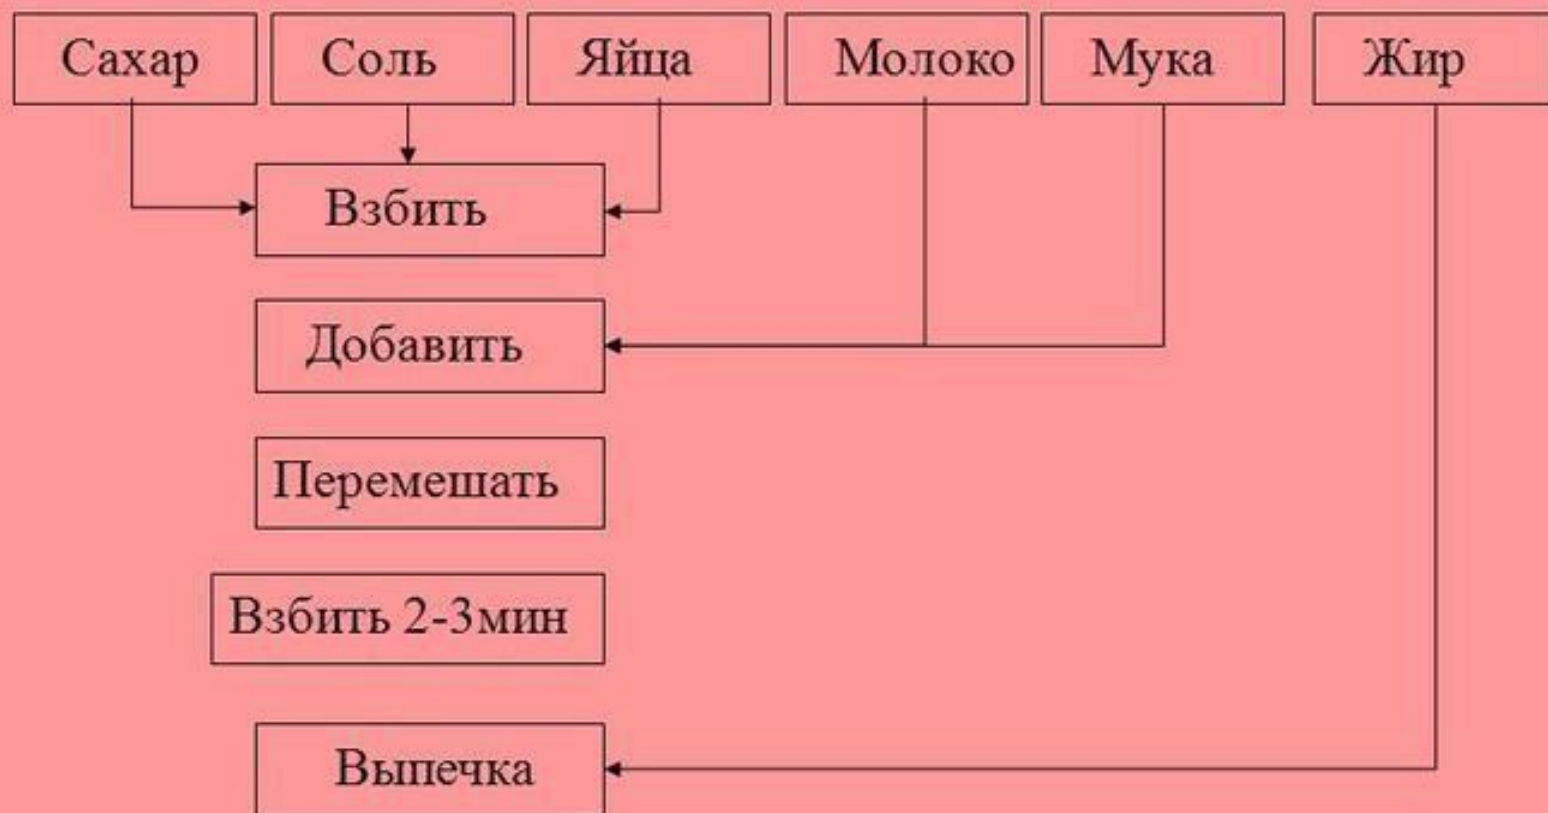 Сахар Соль Яйца Молоко Мука Жир
Взбить
Добавить
Перемешать
Взбить 2-3мин
Выпечка